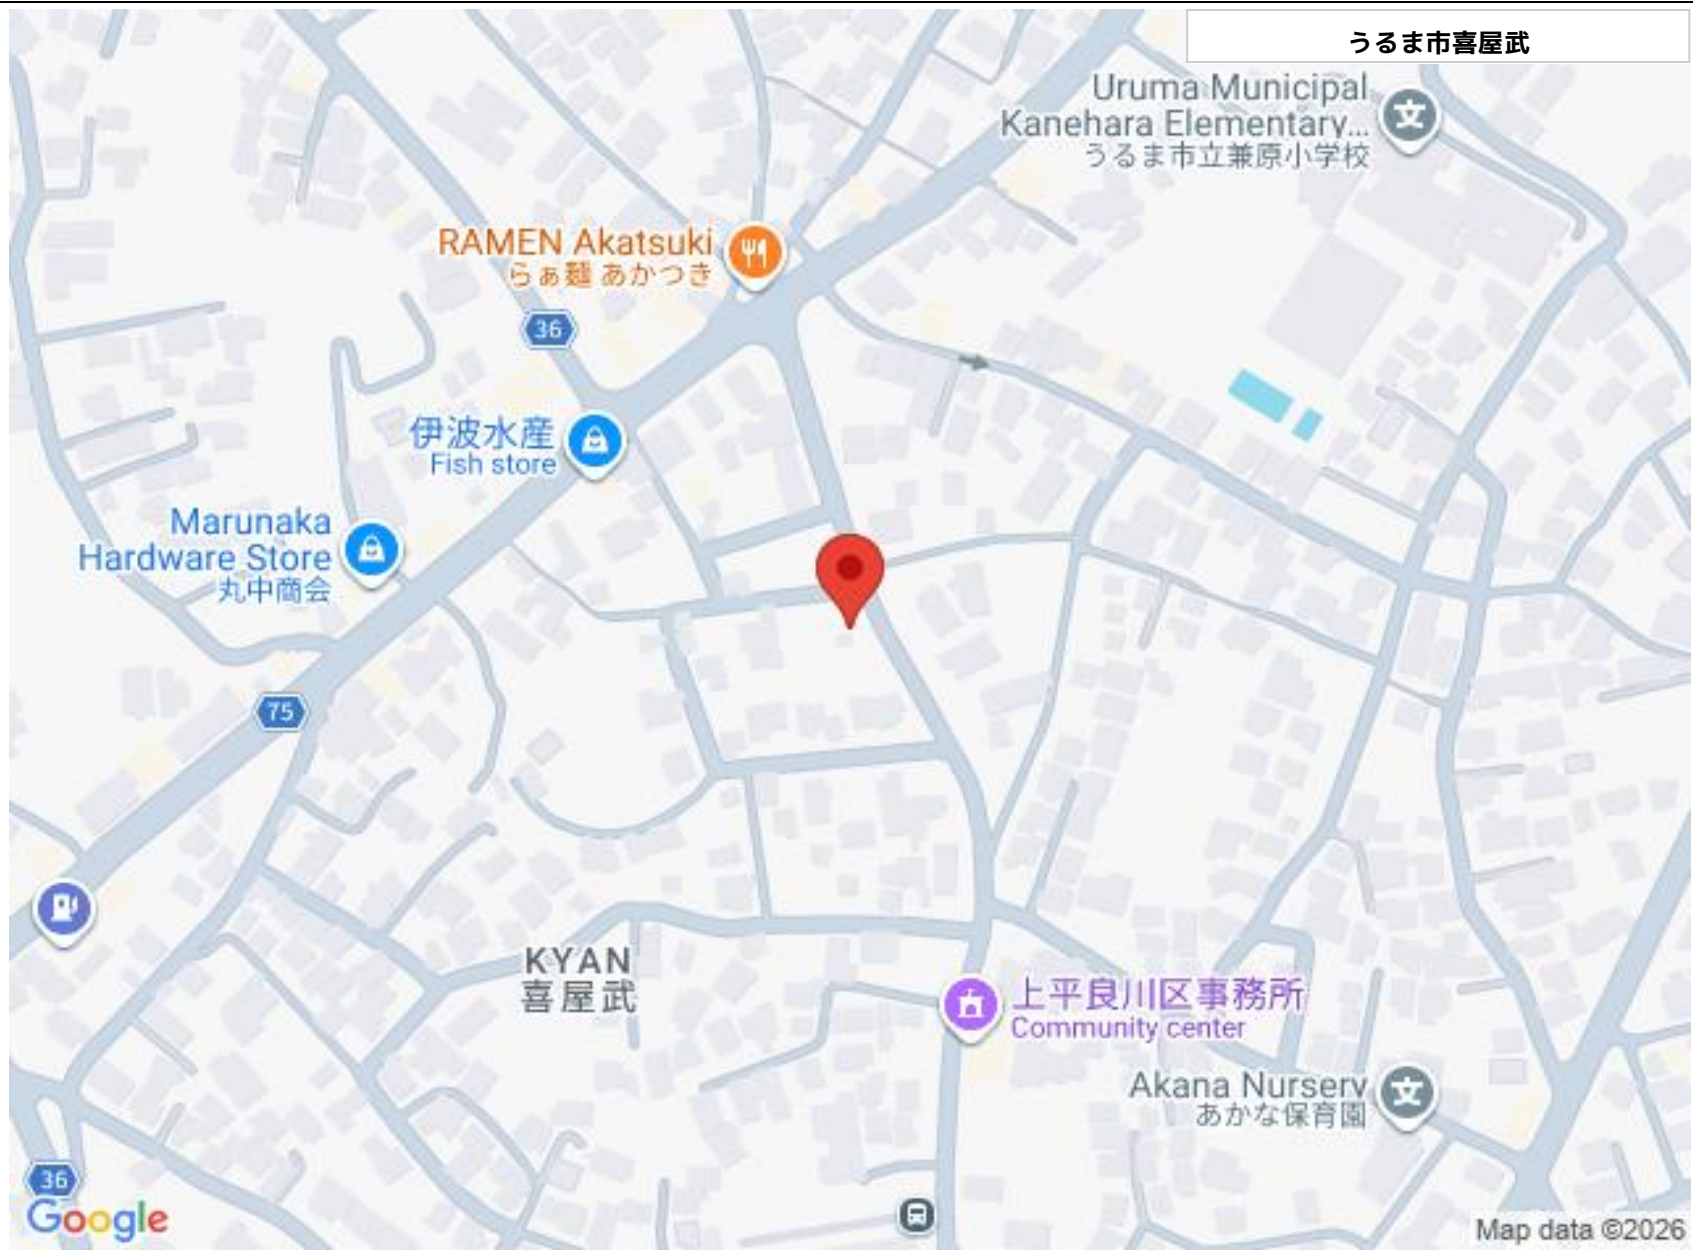 うるま市喜屋武
Uruma Municipal
Kanehara Elementary...
うるま市立兼原小学校
RAMEN Akatsuki
らぁ麺 あかつき
36
伊波水産
Fish store
Marunaka
Hardware Store
丸中商会
75
KYAN
喜屋武
上平良川区事務所
Community center
Akana Nursery
あかな保育園
36
Google
Map data ©2026